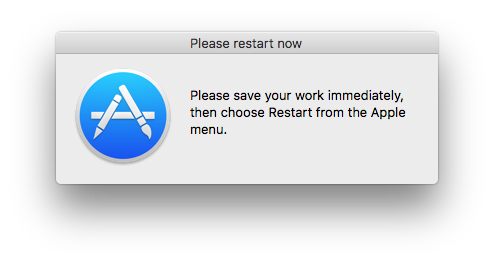 Please restart now
Please save your work immediately,
then choose Restart from the Apple
menu.